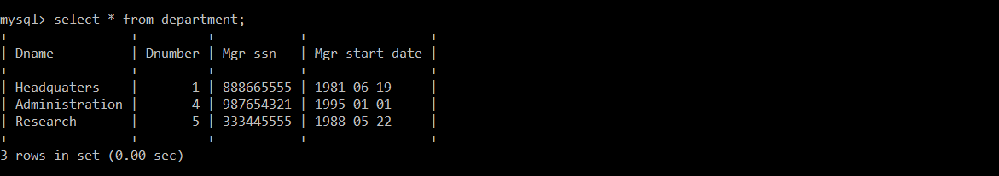 mysql> select * from department;
+----------------+---------+-----------+----------------+
| Dname          | Dnumber | Mgr_ssn   | Mgr_start_date |
+----------------+---------+-----------+----------------+
| Headquaters    |       1 | 888665555 | 1981-06-19     |
| Administration |       4 | 987654321 | 1995-01-01     |
| Research       |       5 | 333445555 | 1988-05-22     |
+----------------+---------+-----------+----------------+
3 rows in set (0.00 sec)